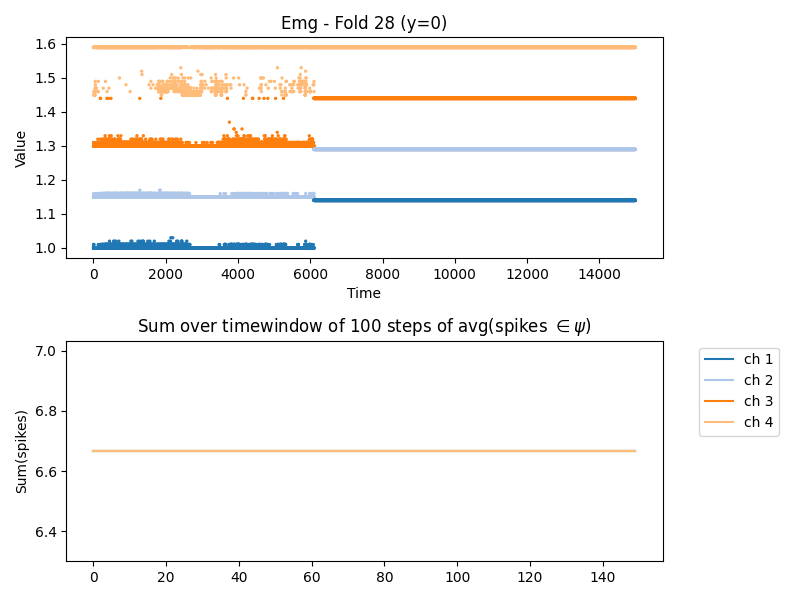 Emg - Fold 28 (y=0)
1.6
1.5
1.4
1.3
1.2
1.1
1.0
Value
0 2000 4000 6000 8000 10000 12000 14000
Time
Sum over timewindow of 100 steps of avg(spikes ∈ ψ)
7.0
6.8
6.6
6.4
Sum(spikes)
0 20 40 60 80 100 120 140
ch 1
ch 2
ch 3
ch 4